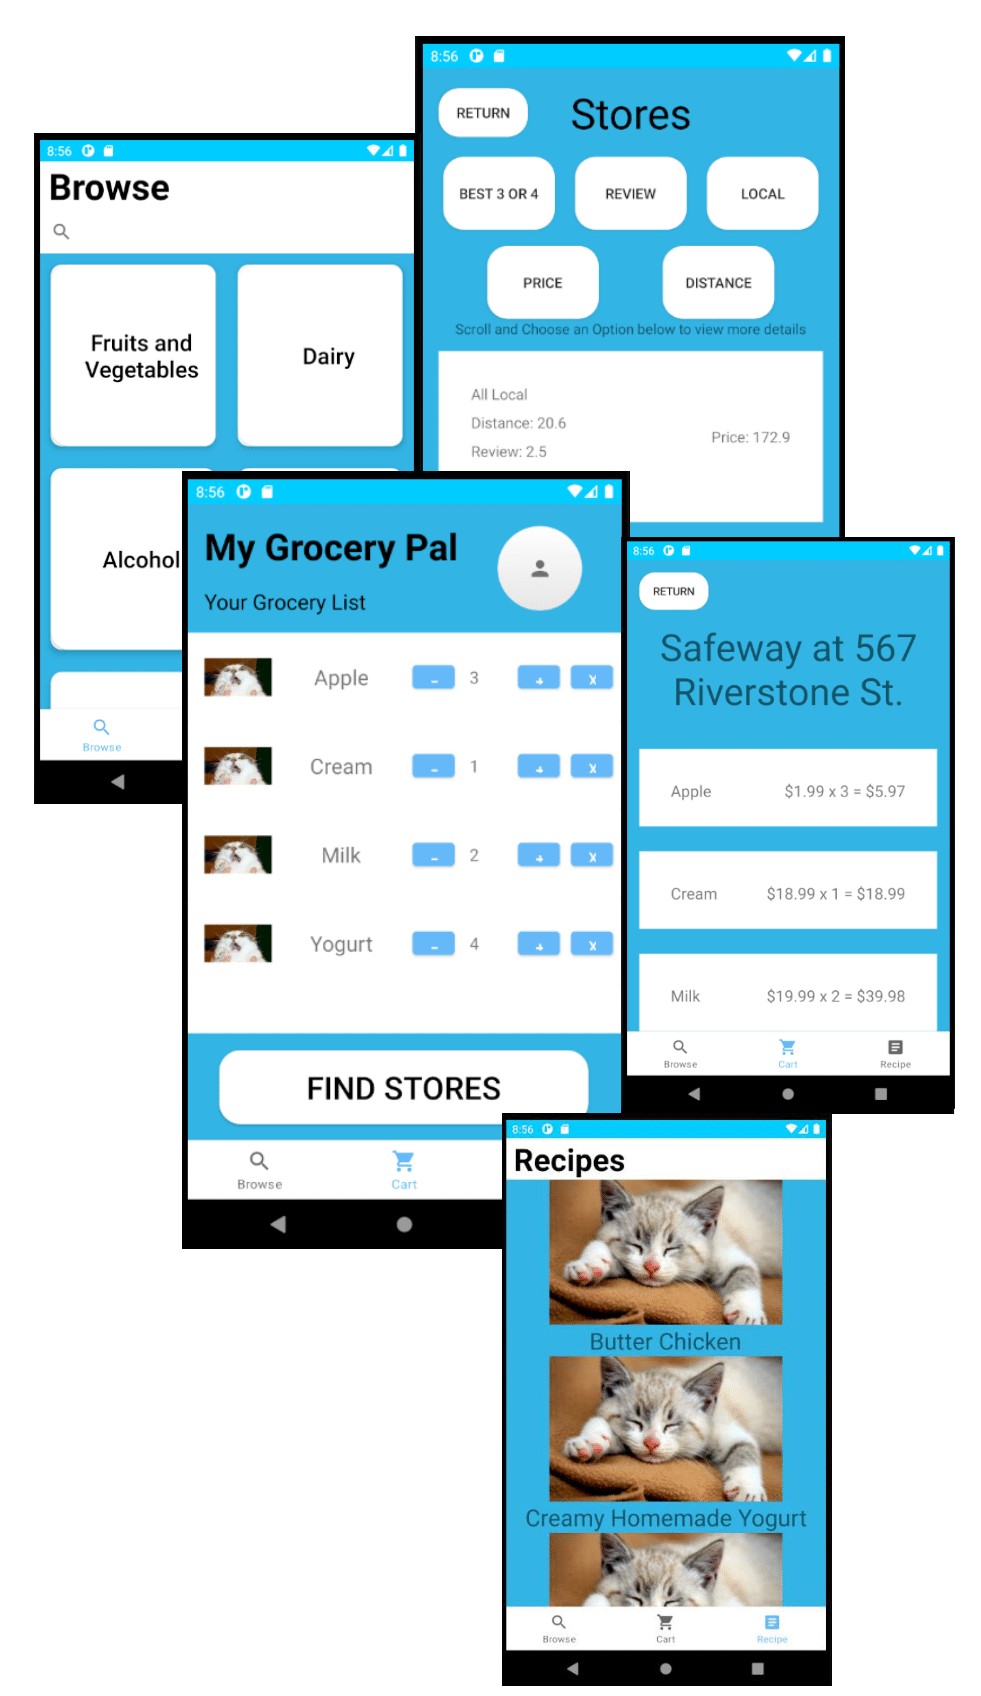 8:56
Stores
RETURN
BEST 3 OR 4
REVIEW
LOCAL
PRICE
DISTANCE
Scroll and Choose an Option below to view more details
All Local
Distance: 20.6
Review: 2.5
Price: 172.9
8:56
Browse
Fruits and
Vegetables
Dairy
Alcohol
Browse
8:56
My Grocery Pal
Your Grocery List
Apple - 3 + X
Cream - 1 + X
Milk - 2 + X
Yogurt - 4 + X
FIND STORES
Browse
Cart
8:56
RETURN
Safeway at 567
Riverstone St.
Apple $1.99 x 3 = $5.97
Cream $18.99 x 1 = $18.99
Milk $19.99 x 2 = $39.98
Browse
Cart
Recipe
8:56
Recipes
Butter Chicken
Creamy Homemade Yogurt
Browse
Cart
Recipe